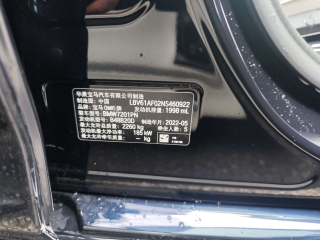 华晨宝马汽车有限公司制造
制造国：中国 LBV61AF02NS460922
品牌：宝马(BMW)牌 发动机排量：1998 mL
整车型号：BMW7201PN
发动机型号：B48B20D 制造年月：2022-05
最大允许总质量：2260 kg 乘坐人数：5
发动机最大净功率：185 kW